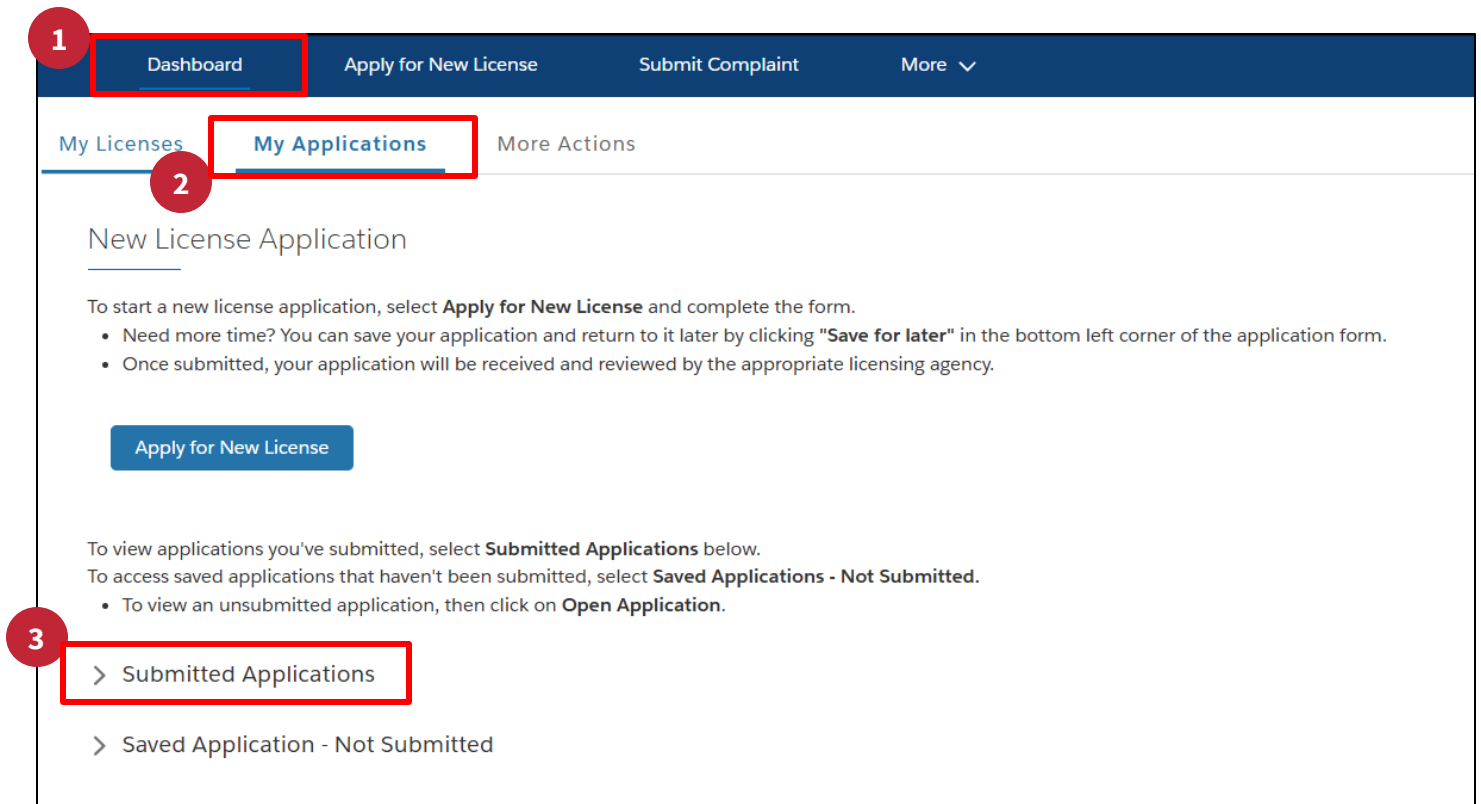 1
Dashboard Apply for New License Submit Complaint More
My Licenses My Applications More Actions
2
New License Application
To start a new license application, select Apply for New License and complete the form.
• Need more time? You can save your application and return to it later by clicking "Save for later" in the bottom left corner of the application form.
• Once submitted, your application will be received and reviewed by the appropriate licensing agency.
Apply for New License
To view applications you've submitted, select Submitted Applications below.
To access saved applications that haven't been submitted, select Saved Applications - Not Submitted.
• To view an unsubmitted application, then click on Open Application.
3
Submitted Applications
Saved Application - Not Submitted